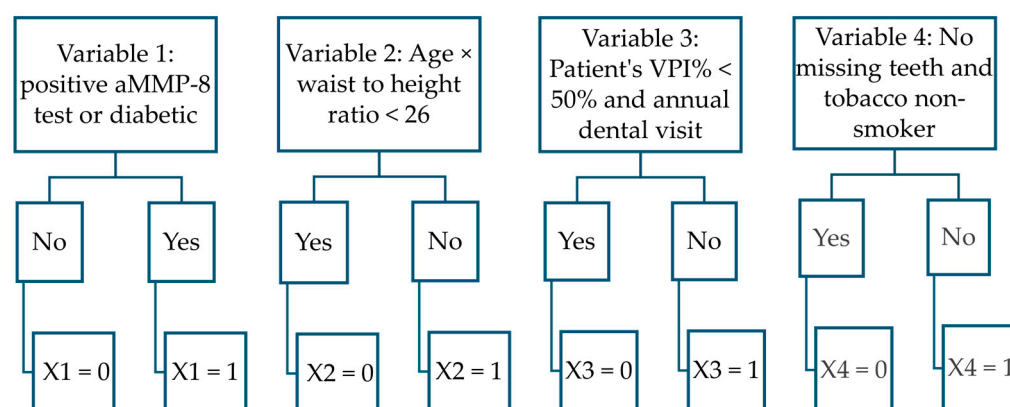 Variable 1:
positive aMMP-8
test or diabetic
Variable 2: Age ×
waist to height
ratio < 26
Variable 3:
Patient's VPI% <
50% and annual
dental visit
Variable 4: No
missing teeth and
tobacco non-
smoker
No
Yes
Yes
No
Yes
No
Yes
No
X1 = 0
X1 = 1
X2 = 0
X2 = 1
X3 = 0
X3 = 1
X4 = 0
X4 = 1